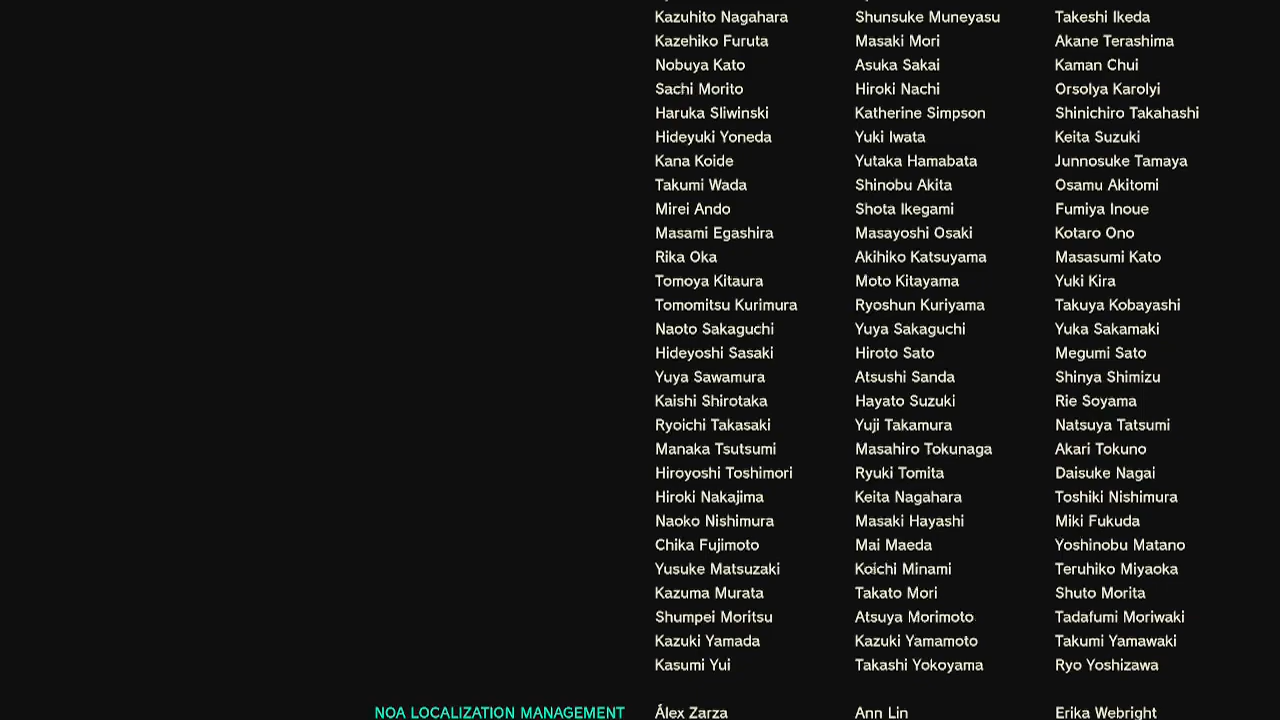 Kazuhito Nagahara Shunsuke Muneyasu Takeshi Ikeda
Kazehiko Furuta Masaki Mori Akane Terashima
Nobuya Kato Asuka Sakai Kaman Chui
Sachi Morito Hiroki Nachi Orsolya Karolyi
Haruka Sliwinski Katherine Simpson Shinichiro Takahashi
Hideyuki Yoneda Yuki Iwata Keita Suzuki
Kana Koide Yutaka Hamabata Junnosuke Tamaya
Takumi Wada Shinobu Akita Osamu Akitomi
Mirei Ando Shota Ikegami Fumiya Inoue
Masami Egashira Masayoshi Osaki Kotaro Ono
Rika Oka Akihiko Katsuyama Masasumi Kato
Tomoya Kitaura Moto Kitayama Yuki Kira
Tomomitsu Kurimura Ryoshun Kuriyama Takuya Kobayashi
Naoto Sakaguchi Yuya Sakaguchi Yuka Sakamaki
Hideyoshi Sasaki Hiroto Sato Megumi Sato
Yuya Sawamura Atsushi Sanda Shinya Shimizu
Kaishi Shirotaka Hayato Suzuki Rie Soyama
Ryoichi Takasaki Yuji Takamura Natsuya Tatsumi
Manaka Tsutsumi Masahiro Tokunaga Akari Tokuno
Hiroyoshi Toshimori Ryuki Tomita Daisuke Nagai
Hiroki Nakajima Keita Nagahara Toshiki Nishimura
Naoko Nishimura Masaki Hayashi Miki Fukuda
Chika Fujimoto Mai Maeda Yoshinobu Matano
Yusuke Matsuzaki Koichi Minami Teruhiko Miyaoka
Kazuma Murata Takato Mori Shuto Morita
Shumpei Moritsu Atsuya Morimoto Tadafumi Moriwaki
Kazuki Yamada Kazuki Yamamoto Takumi Yamawaki
Kasumi Yui Takashi Yokoyama Ryo Yoshizawa
NOA LOCALIZATION MANAGEMENT Álex Zarza Ann Lin Erika Webright